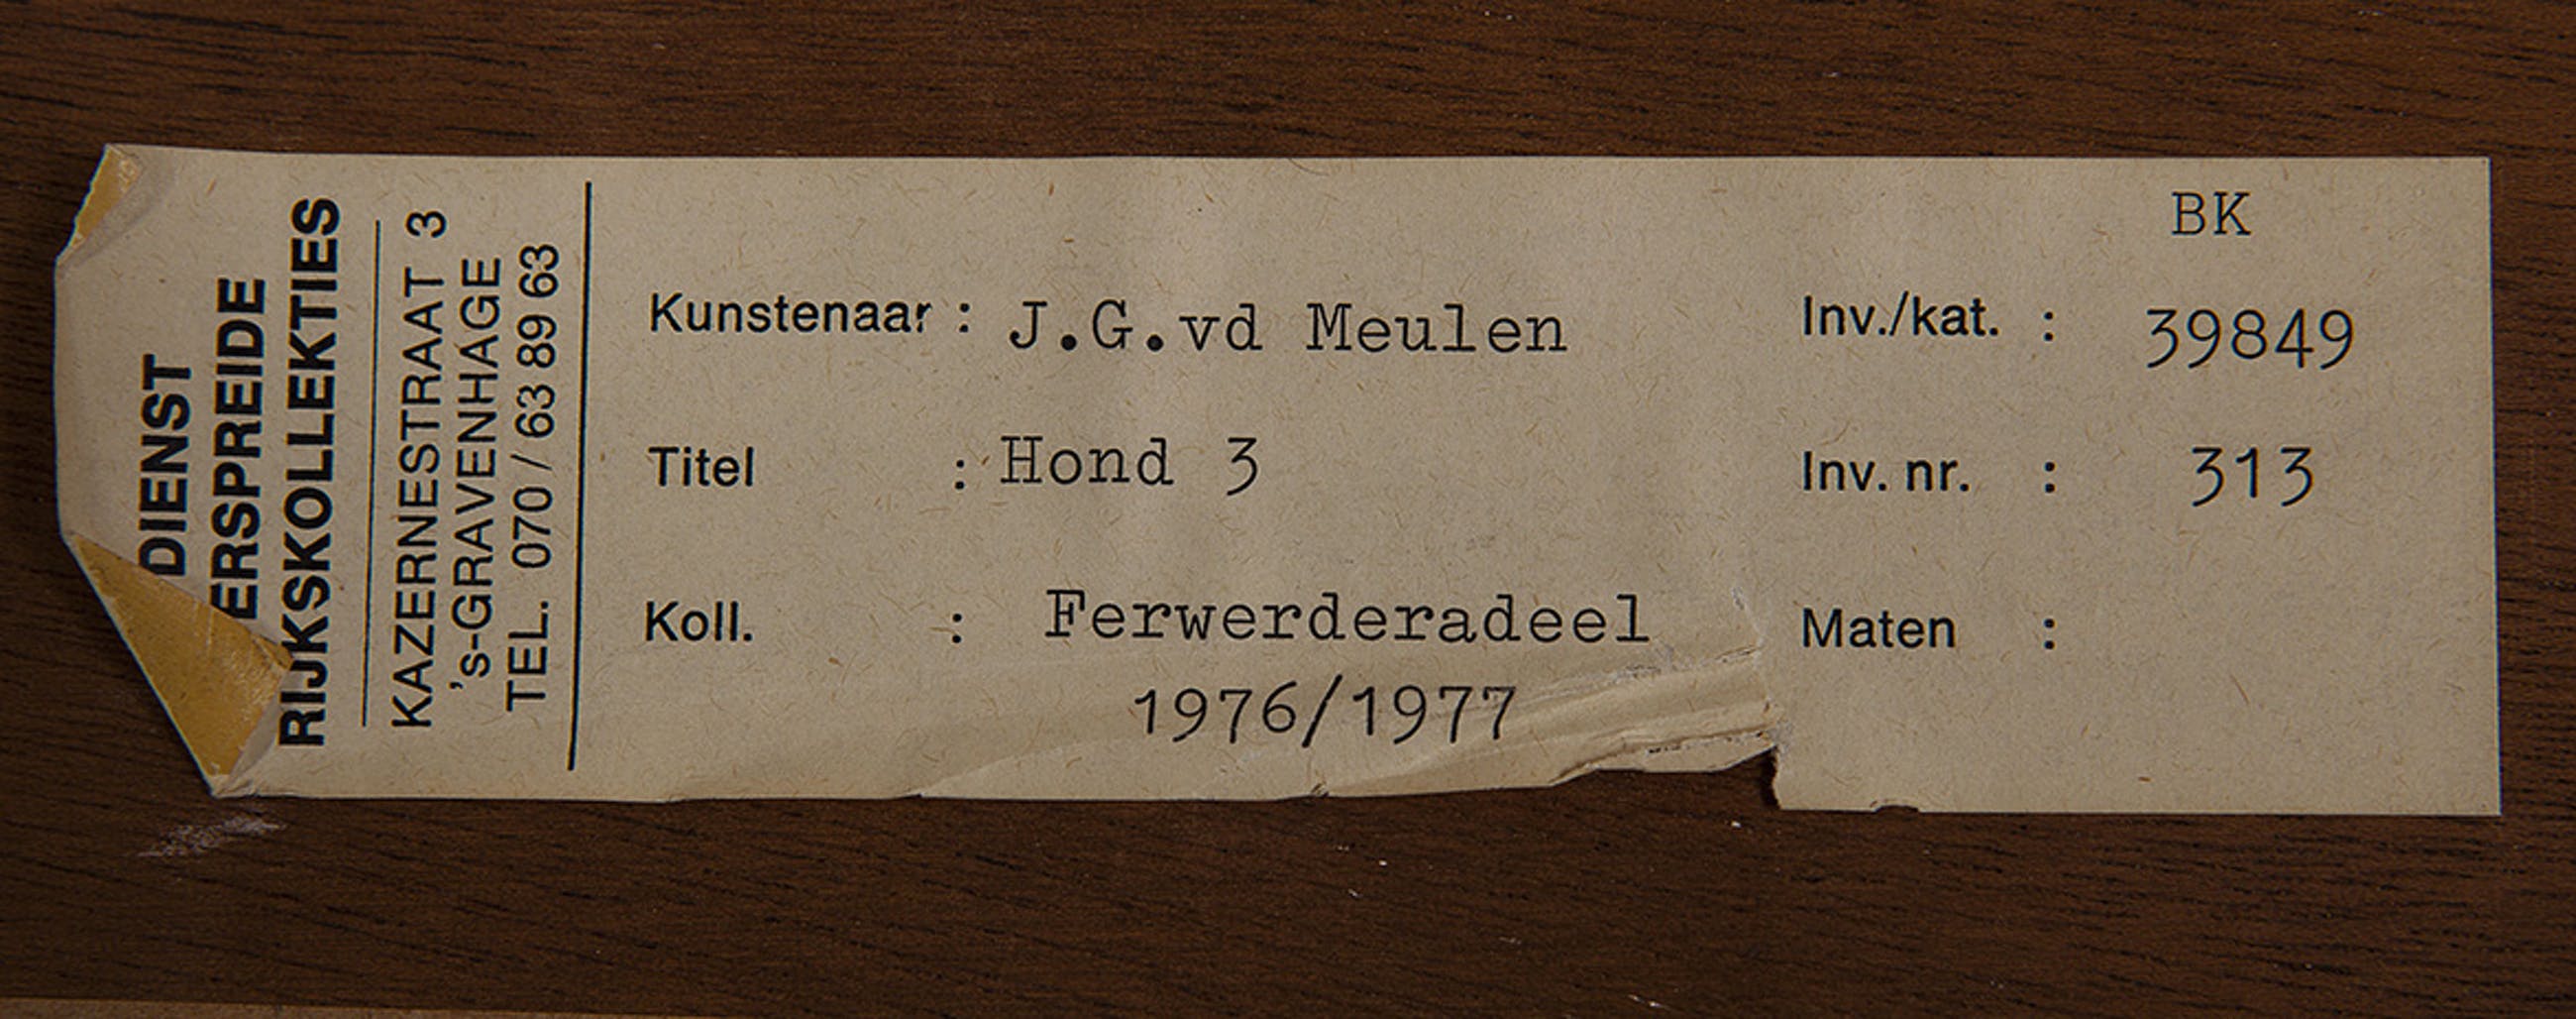 DIENST
ERSPREIDE
RIJKSKOLLEKTIES
KAZERNESTRAAT 3
's-GRAVENHAGE
TEL. 070 / 63 89 63
BK
Kunstenaar : J.G.vd Meulen
Inv./kat. : 39849
Titel : Hond 3
Inv. nr. : 313
Koll. : Ferwerderadeel
1976/1977
Maten :